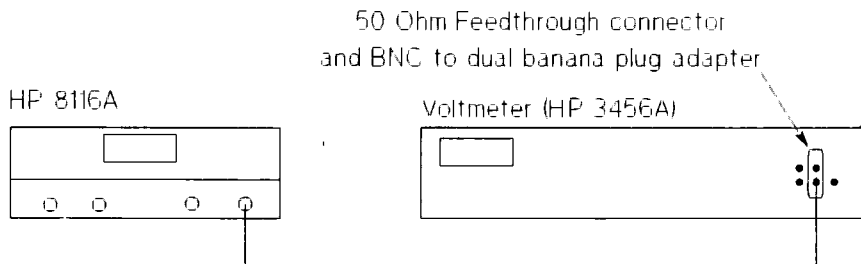 50 Ohm Feedthrough connector
and BNC to dual banana plug adapter
HP 8116A
Voltmeter (HP 3456A)